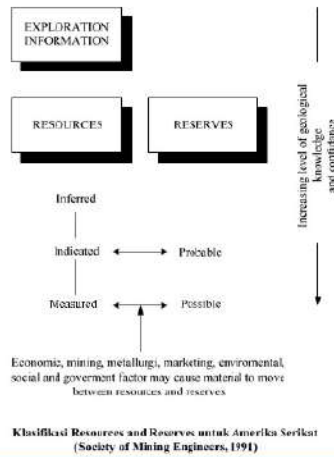 EXPLORATION
INFORMATION
RESOURCES
RESERVES
Increasing level of geological
knowledge
and confidence
Inferred
Indicated
Probable
Measured
Possible
Economic, mining, metallurgi, marketing, enviromental,
social and goverment factor may cause material to move
between resources and reserves
Klasifikasi Resources and Reserves untuk Amerika Serikat
(Society of Mining Engineers, 1991)